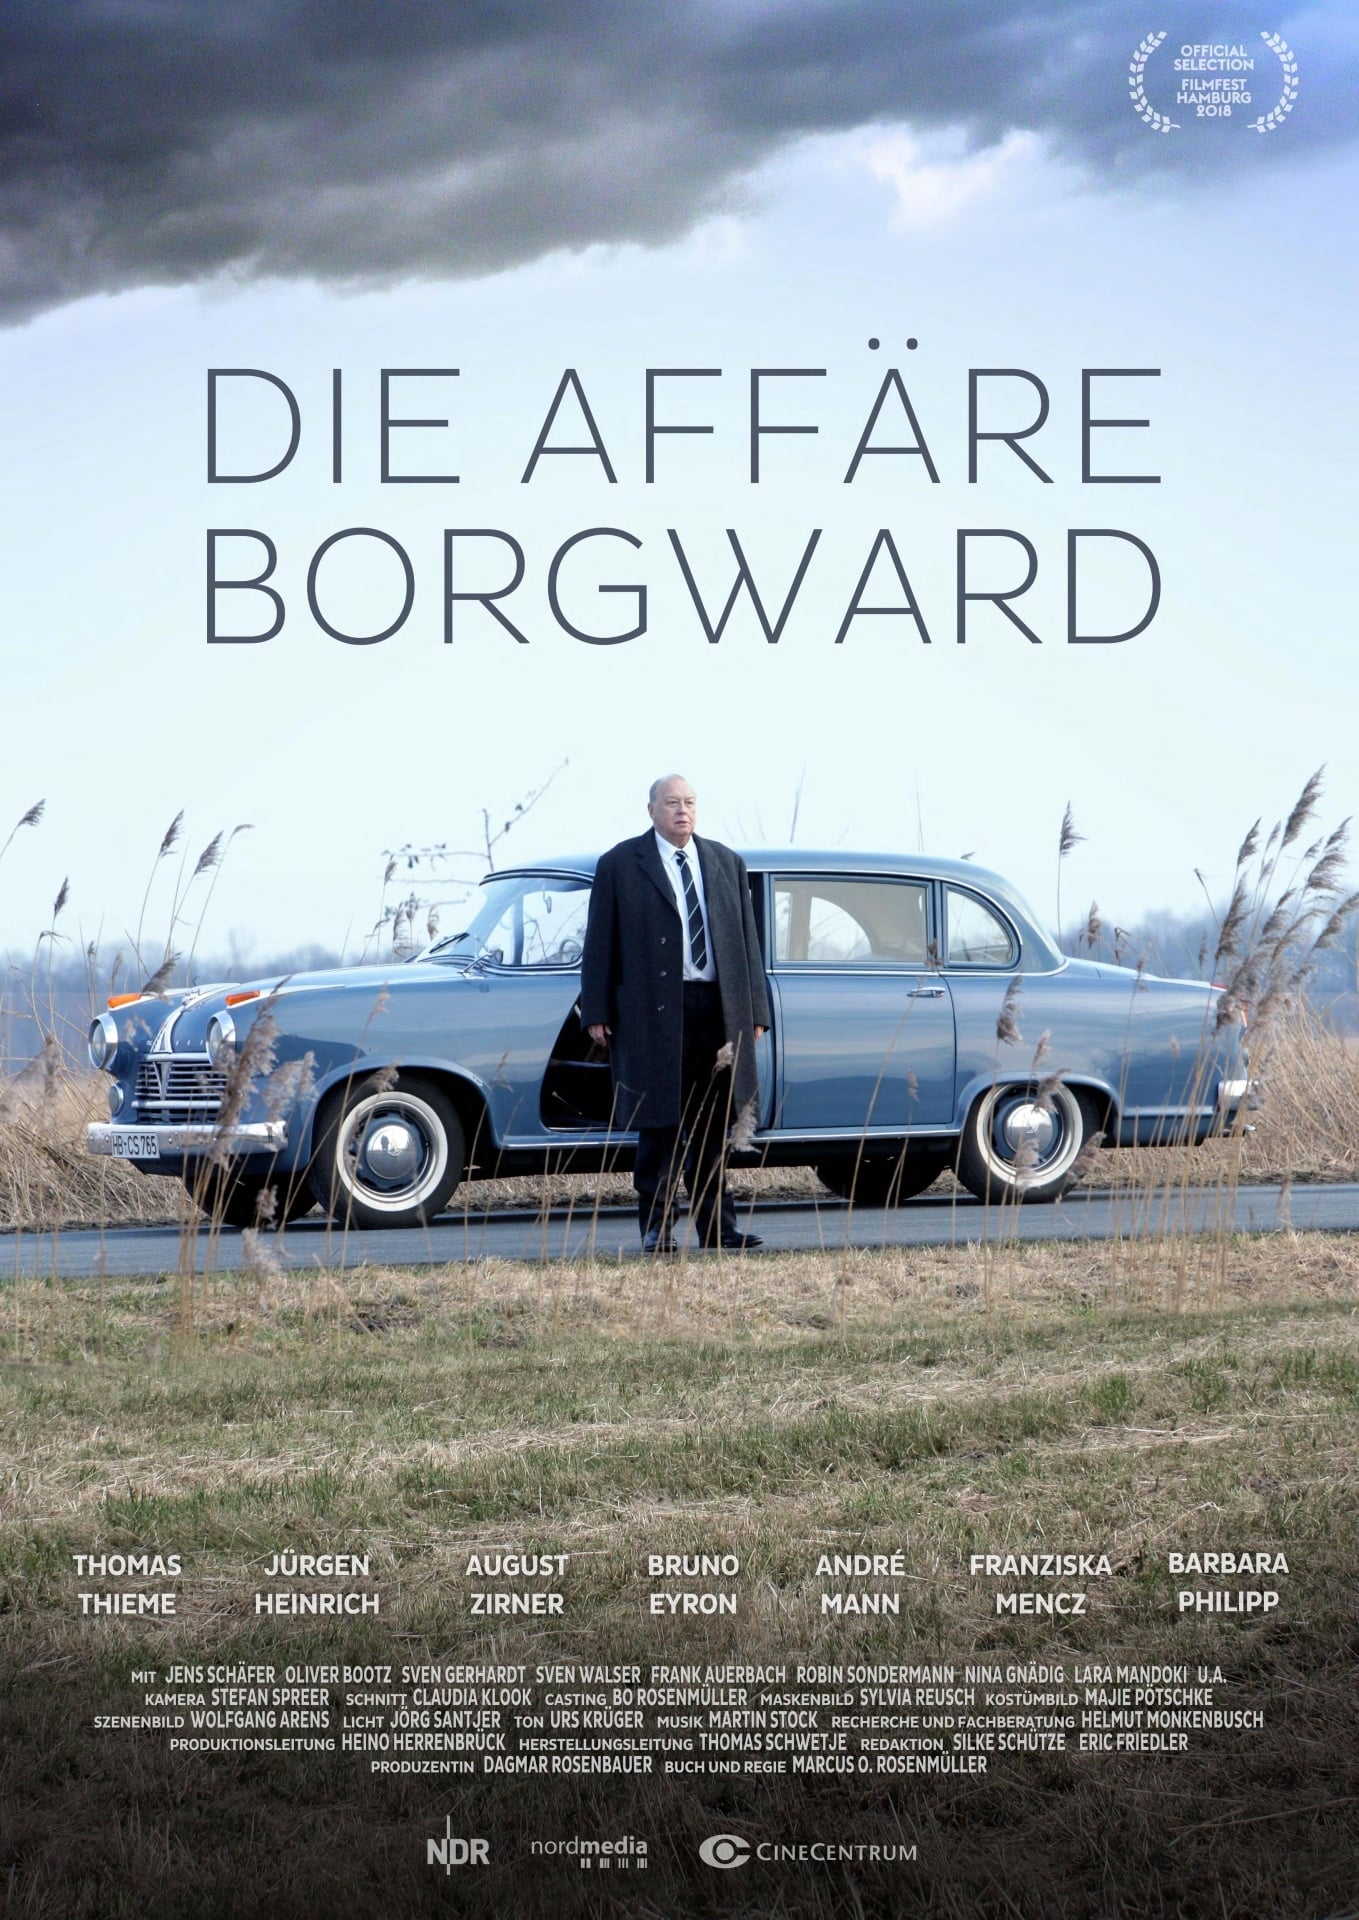 OFFICIAL
SELECTION
FILMFEST
HAMBURG
2018
DIE AFFÄRE
BORGWARD
HB-CS 765
THOMAS THIEME
JÜRGEN HEINRICH
AUGUST ZIRNER
BRUNO EYRON
ANDRÉ MANN
FRANZISKA MENCZ
BARBARA PHILIPP
MIT JENS SCHÄFER OLIVER BOOTZ SVEN GERHARDT SVEN WALSER FRANK AUERBACH ROBIN SONDERMANN NINA GNÄDIG LARA MANDOKI U.A.
KAMERA STEFAN SPREER SCHNITT CLAUDIA KLOOK CASTING BO ROSENMÜLLER MASKENBILD SYLVIA REUSCH KOSTÜMBILD MAJIE PÖTSCHKE
SZENENBILD WOLFGANG ARENS LICHT JÖRG SANTJER TON URS KRÜGER MUSIK MARTIN STOCK RECHERCHE UND FACHBERATUNG HELMUT MONKENBUSCH
PRODUKTIONSLEITUNG HEINO HERRENBRÜCK HERSTELLUNGSLEITUNG THOMAS SCHWETJE REDAKTION SILKE SCHÜTZE ERIC FRIEDLER
PRODUZENTIN DAGMAR ROSENBAUER BUCH UND REGIE MARCUS O. ROSENMÜLLER
NDR nordmedia CINECENTRUM